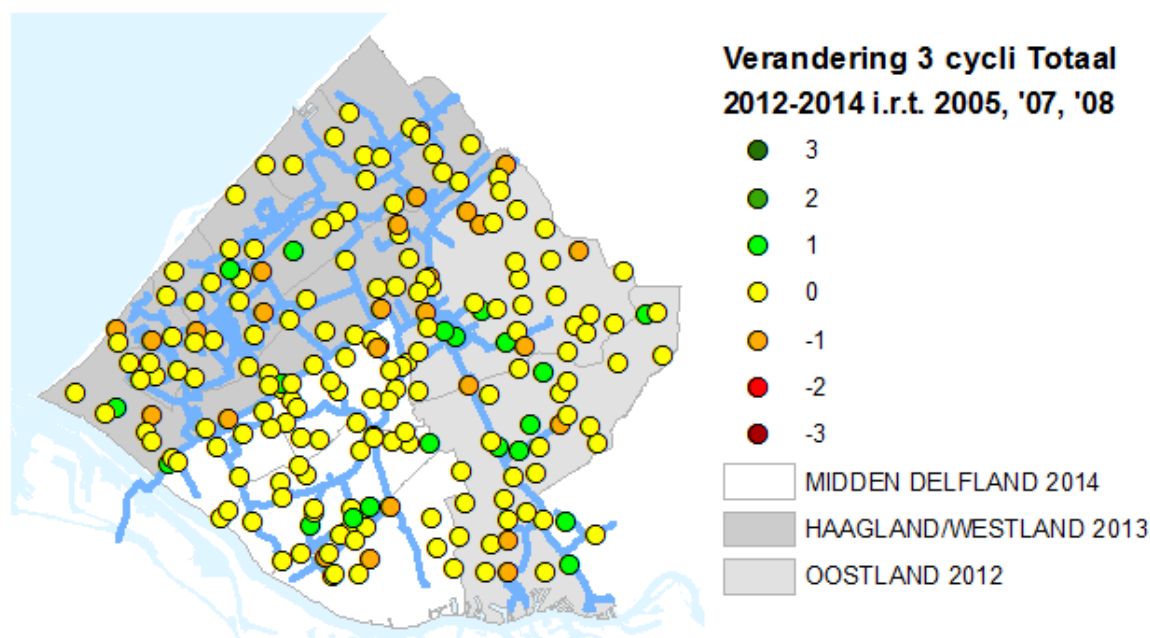 Verandering 3 cycli Totaal
2012-2014 i.r.t. 2005, '07, '08
3
2
1
0
-1
-2
-3
MIDDEN DELFLAND 2014
HAAGLAND/WESTLAND 2013
OOSTLAND 2012